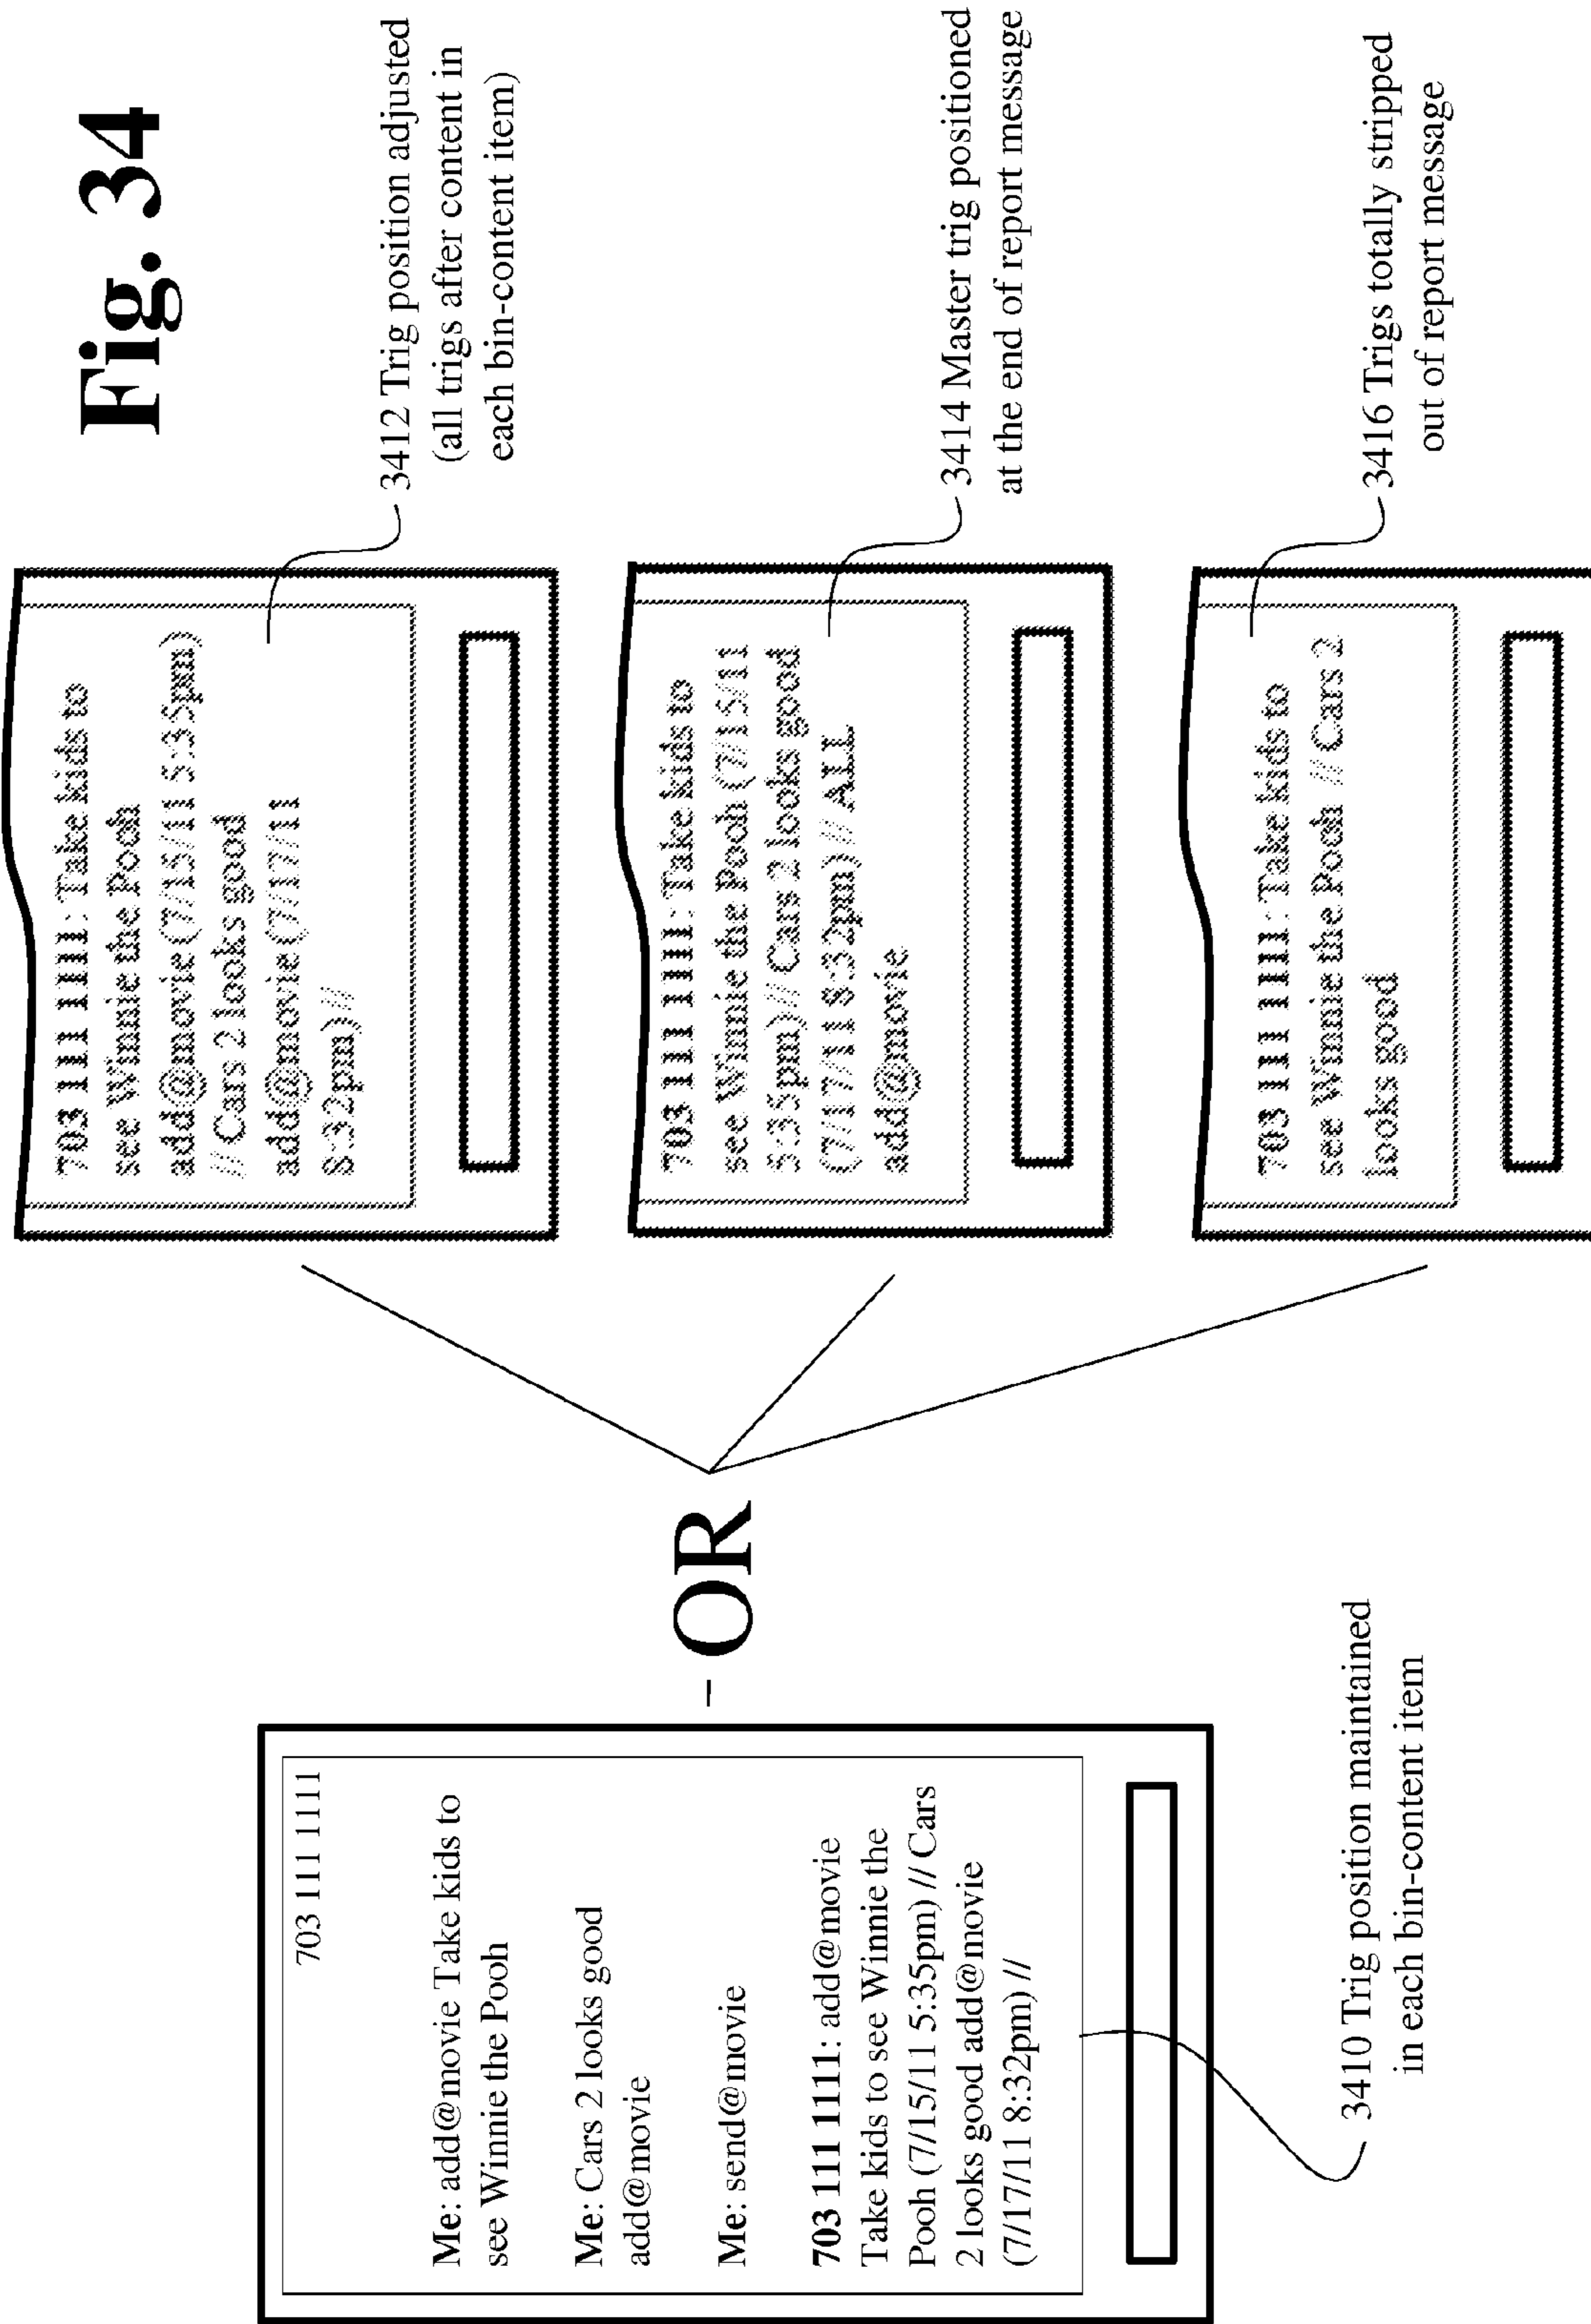 Fig. 34
703 111 1111
Me: add@movie Take kids to
see Winnie the Pooh
Me: Cars 2 looks good
add@movie
Me: send@movie
703 111 1111: add@movie
Take kids to see Winnie the
Pooh (7/15/11 5:35pm) // Cars
2 looks good add@movie
(7/17/11 8:32pm) //
3410 Trig position maintained
in each bin-content item
– OR
703 111 1111: Take kids to
see Winnie the Pooh
add@movie (7/15/11 5:35pm)
// Cars 2 looks good
add@movie (7/17/11
8:32pm) //
3412 Trig position adjusted
(all trigs after content in
each bin-content item)
703 111 1111: Take kids to
see Winnie the Pooh (7/15/11
5:35pm) // Cars 2 looks good
(7/17/11 8:32pm) // ALL
add@movie
3414 Master trig positioned
at the end of report message
703 111 1111: Take kids to
see Winnie the Pooh // Cars 2
looks good
3416 Trigs totally stripped
out of report message